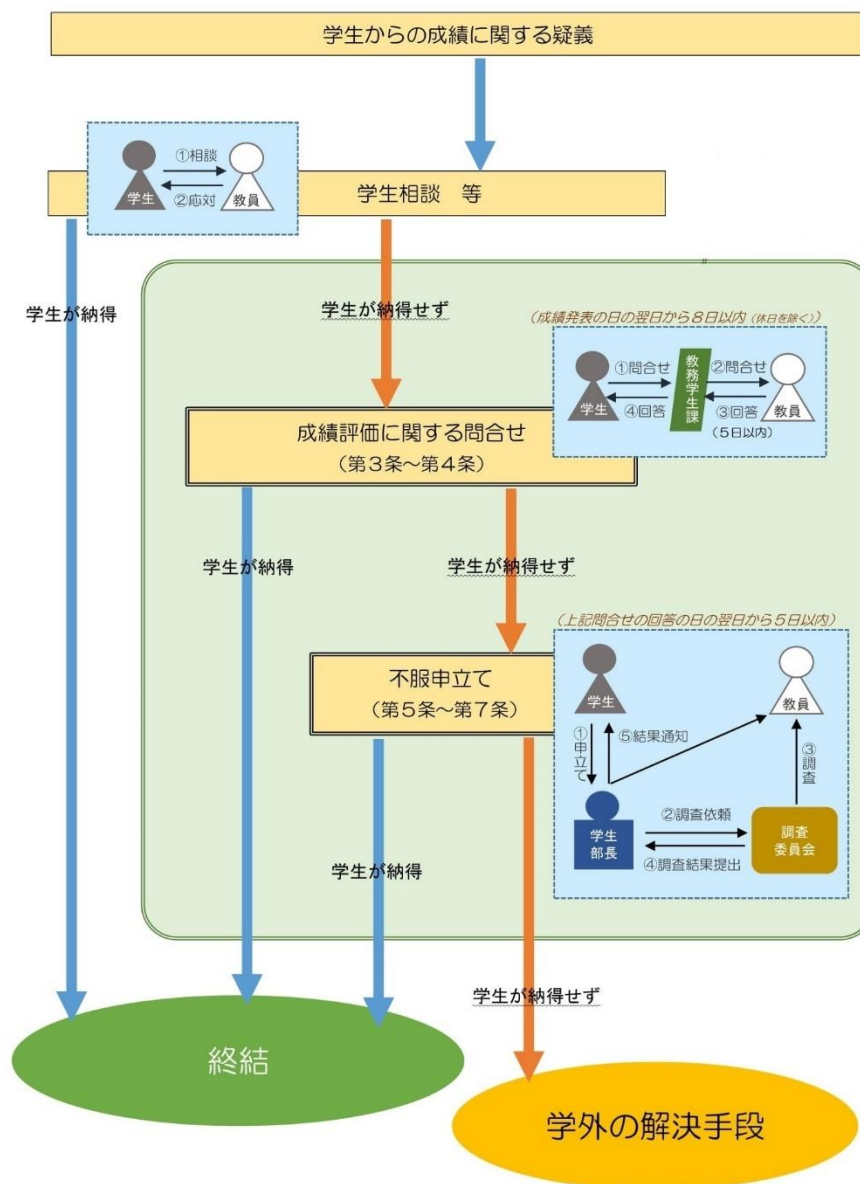 学生からの成績に関する疑義
①相談
②応対
学生
教員
学生相談 等
学生が納得
学生が納得せず
(成績発表の日の翌日から８日以内（休日を除く）)
①問合せ
②問合せ
教務学生課
学生
④回答
③回答
教員
（５日以内）
成績評価に関する問合せ
（第３条～第４条）
学生が納得
学生が納得せず
(上記問合せの回答の日の翌日から５日以内)
不服申立て
（第５条～第７条）
学生
教員
①申立て
⑤結果通知
③調査
学生
部長
②調査依頼
④調査結果提出
調査
委員会
学生が納得
学生が納得せず
終結
学外の解決手段